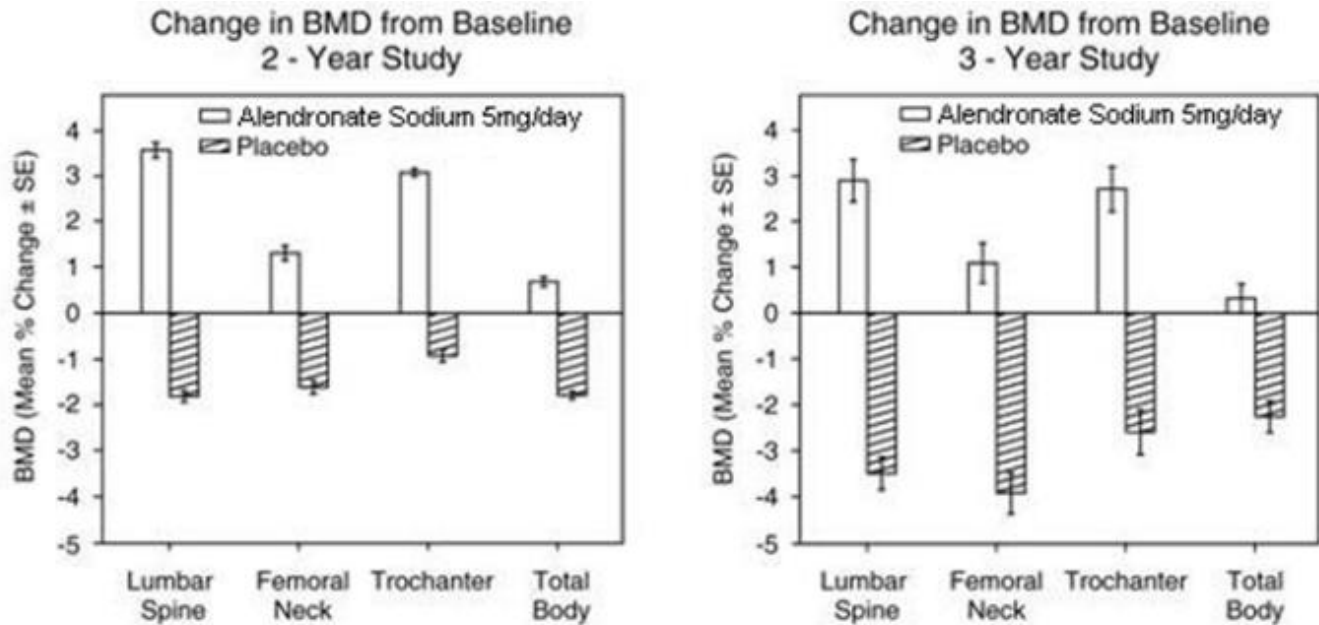 Change in BMD from Baseline
2 - Year Study
BMD (Mean % Change ± SE)
Alendronate Sodium 5mg/day
Placebo
4
3
2
1
0
-1
-2
-3
-4
-5
Lumbar
Spine
Femoral
Neck
Trochanter
Total
Body
Change in BMD from Baseline
3 - Year Study
BMD (Mean % Change ± SE)
Alendronate Sodium 5mg/day
Placebo
4
3
2
1
0
-1
-2
-3
-4
-5
Lumbar
Spine
Femoral
Neck
Trochanter
Total
Body